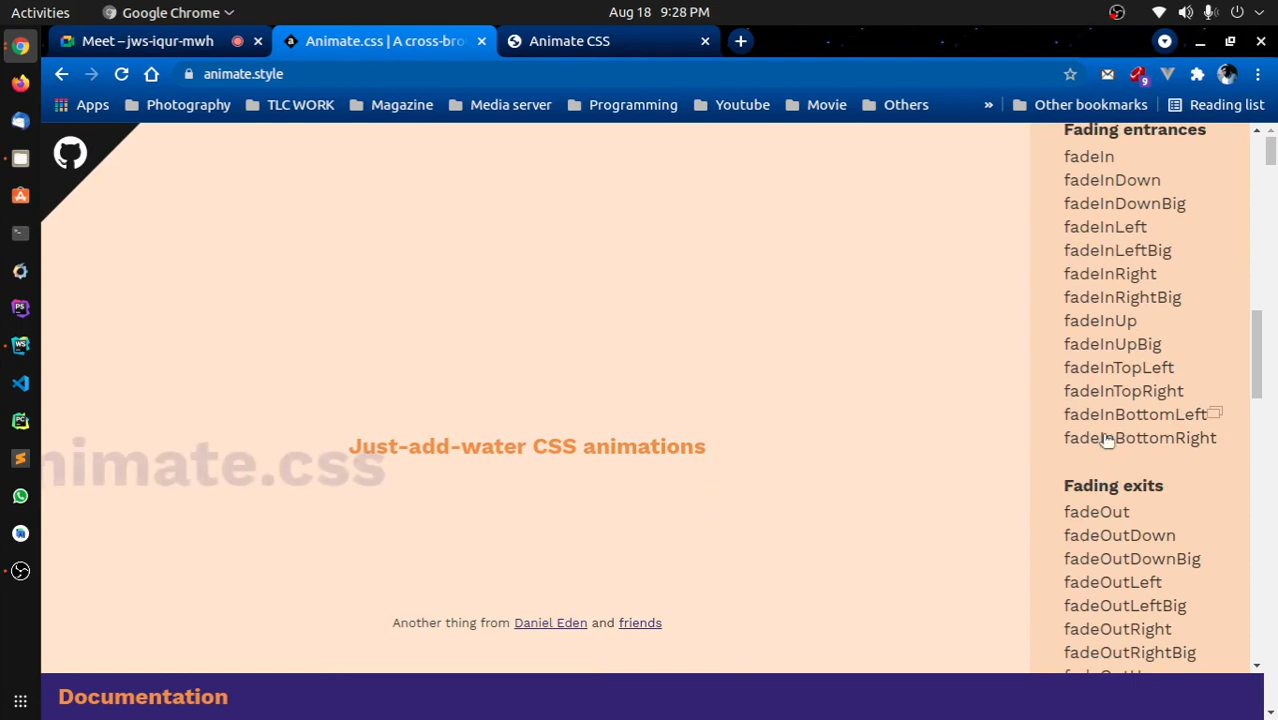 Activities
Google Chrome
Aug 18 9:28 PM
Meet – jws-iqur-mwh
Animate.css | A cross-bro
Animate CSS
animate.style
9
Apps
Photography
TLC WORK
Magazine
Media server
Programming
Youtube
Movie
Others
»
Other bookmarks
Reading list
Fading entrances
fadeIn
fadeInDown
fadeInDownBig
fadeInLeft
fadeInLeftBig
fadeInRight
fadeInRightBig
fadeInUp
fadeInUpBig
fadeInTopLeft
fadeInTopRight
fadeInBottomLeft
fadeInBottomRight
Fading exits
fadeOut
fadeOutDown
fadeOutDownBig
fadeOutLeft
fadeOutLeftBig
fadeOutRight
fadeOutRightBig
nimate.css
Just-add-water CSS animations
Another thing from Daniel Eden and friends
Documentation